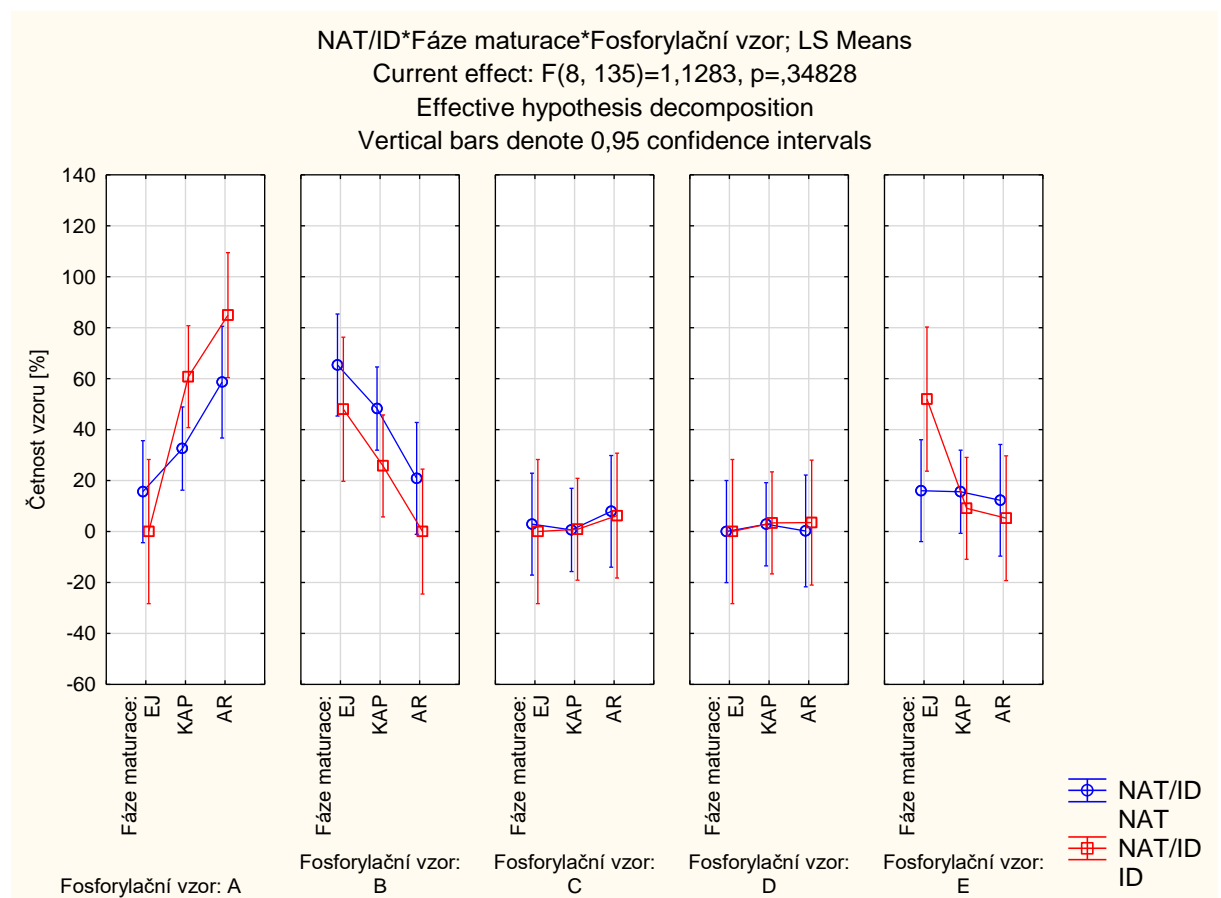 NAT/ID*Fáze maturace*Fosforylační vzor; LS Means
Current effect: F(8, 135)=1,1283, p=,34828
Effective hypothesis decomposition
Vertical bars denote 0,95 confidence intervals
Četnost vzoru [%]
140
120
100
80
60
40
20
0
-20
-40
-60
Fáze maturace:
EJ
KAP
AR
Fosforylační vzor: A
Fáze maturace:
EJ
KAP
AR
Fosforylační vzor:
B
Fáze maturace:
EJ
KAP
AR
Fosforylační vzor:
C
Fáze maturace:
EJ
KAP
AR
Fosforylační vzor:
D
Fáze maturace:
EJ
KAP
AR
Fosforylační vzor:
E
NAT/ID
NAT
NAT/ID
ID